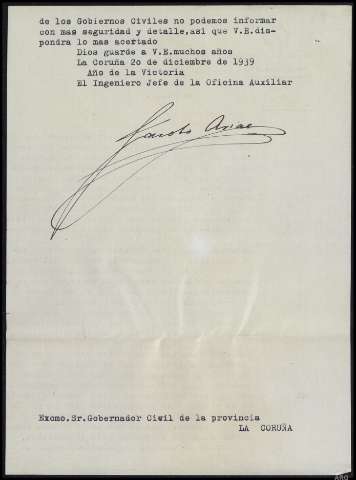 de los Gobiernos Civiles no podemos informar
con mas seguridad y detalle,asi que V.E.dis-
pondra lo mas acertado
Dios guarde a V.E.muchos años
La Coruña 20 de diciembre de 1939
Año de la Victoria
El Ingeniero Jefe de la Oficina Auxiliar
Arias
Excmo.Sr.Gobernador Civil de la provincia
LA CORUÑA